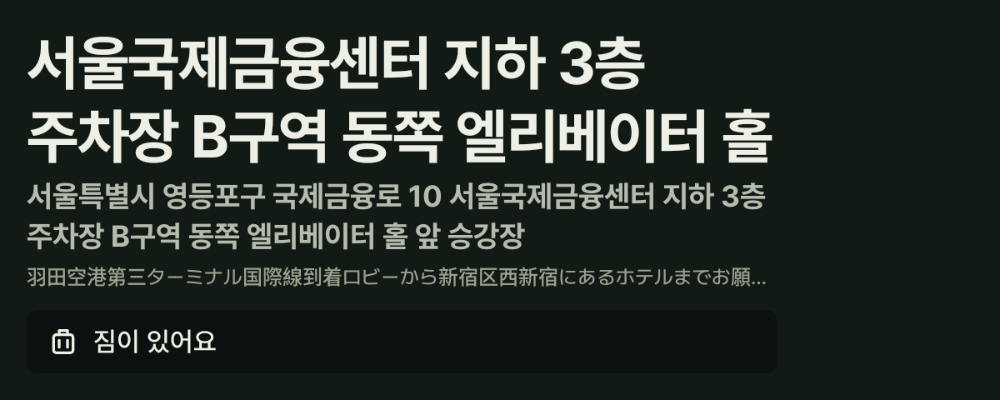 서울국제금융센터 지하 3층
주차장 B구역 동쪽 엘리베이터 홀
서울특별시 영등포구 국제금융로 10 서울국제금융센터 지하 3층
주차장 B구역 동쪽 엘리베이터 홀 앞 승강장
羽田空港第三ターミナル国際線到着ロビーから新宿区西新宿にあるホテルまでお願...
짐이 있어요